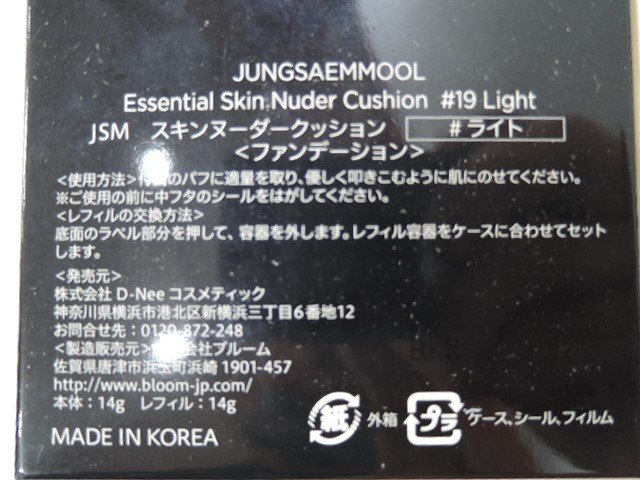 JUNGSAEMMOOL
Essential Skin Nuder Cushion #19 Light
JSM スキンヌーダークッション #ライト
<ファンデーション>
<使用方法>付属のパフに適量を取り、優しく叩きこむように肌にのせてください。
※ご使用の前に中フタのシールをはがしてください。
<レフィルの交換方法>
底面のラベル部分を押して、容器を外します。レフィル容器をケースに合わせてセット
します。
<発売元>
株式会社 D-Nee コスメティック
神奈川県横浜市港北区新横浜三丁目6番地12
お問合せ先：0120-872-248
<製造販売元>株式会社ブルーム
佐賀県唐津市浜玉町浜崎 1901-457
http://www.bloom-jp.com/
本体：14g レフィル：14g
紙 外箱 プラ ケース、シール、フィルム
MADE IN KOREA